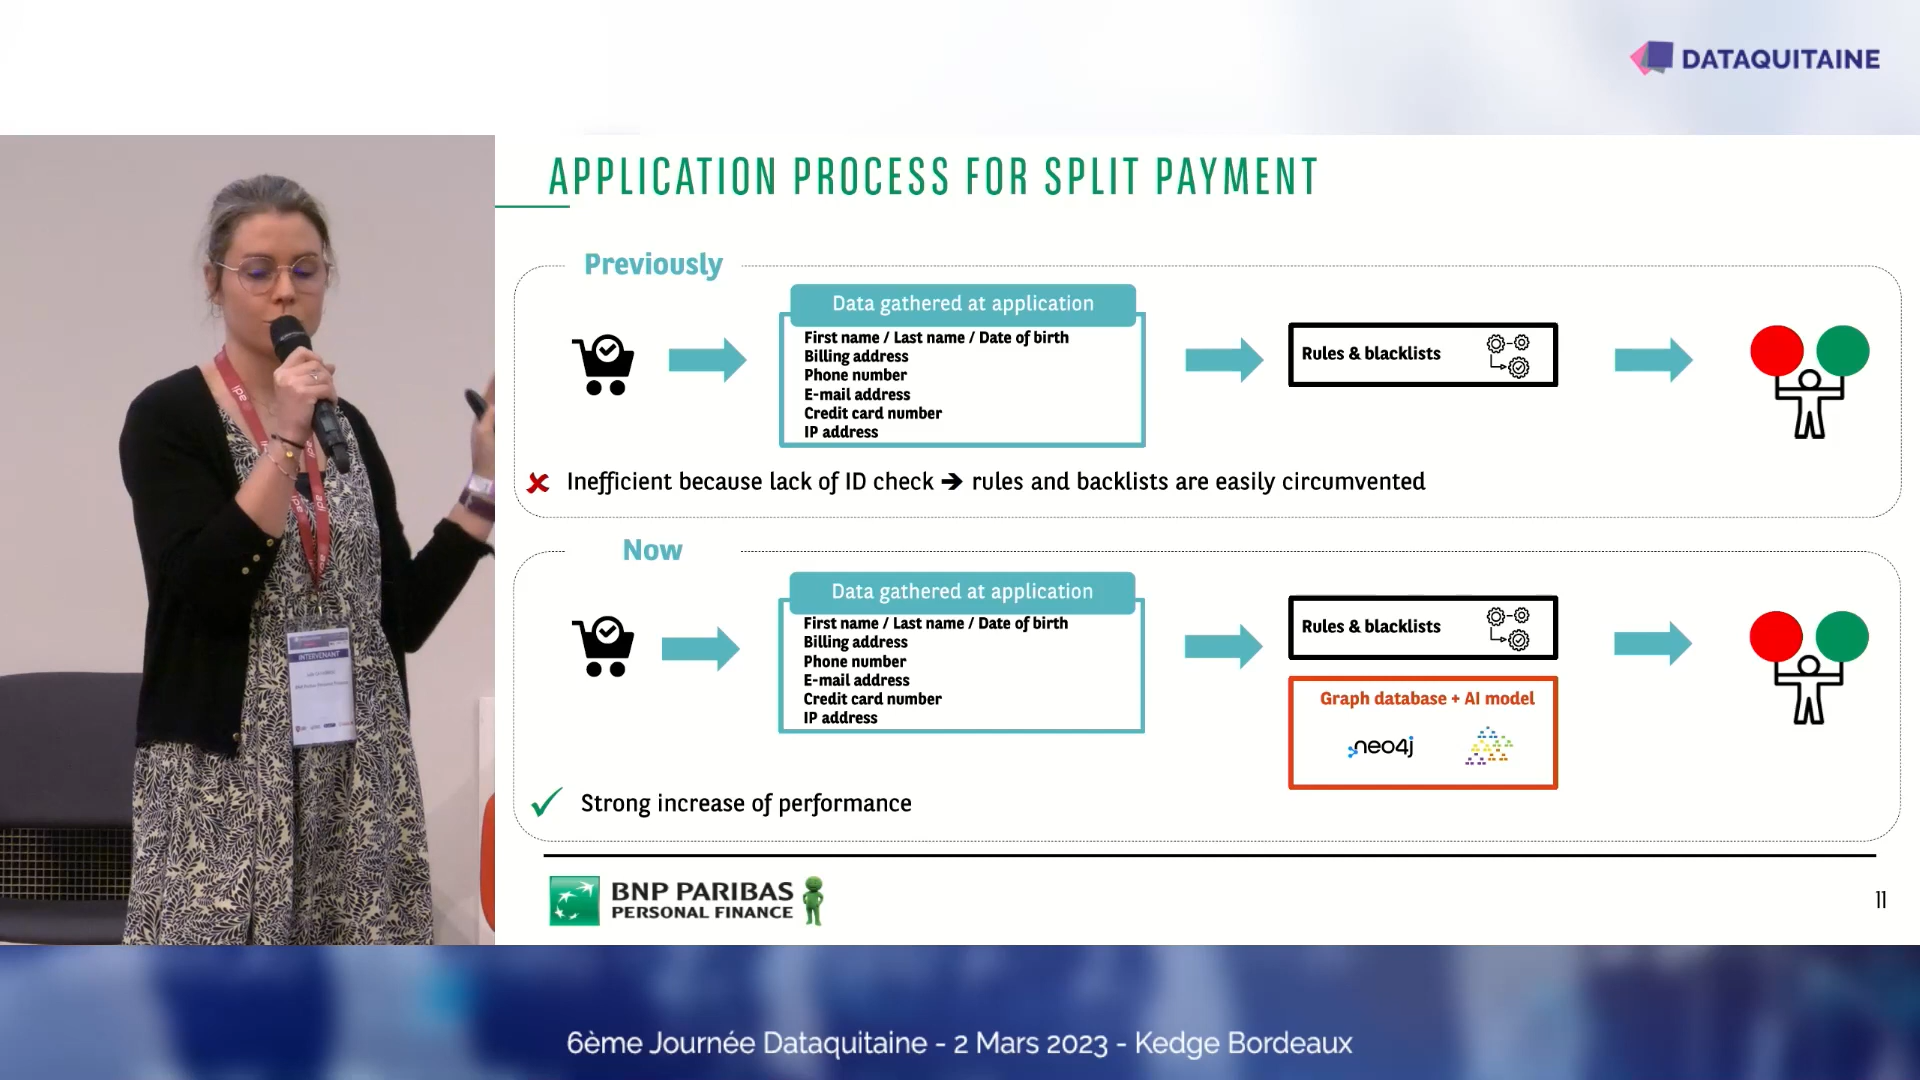 DATAQUITAINE
APPLICATION PROCESS FOR SPLIT PAYMENT
Previously
Data gathered at application
First name / Last name / Date of birth
Billing address
Phone number
E-mail address
Credit card number
IP address
Rules & blacklists
Inefficient because lack of ID check ➔ rules and backlists are easily circumvented
Now
Data gathered at application
First name / Last name / Date of birth
Billing address
Phone number
E-mail address
Credit card number
IP address
Rules & blacklists
Graph database + AI model
neo4j
Strong increase of performance
BNP PARIBAS
PERSONAL FINANCE
11
INTERVENANT
6ème Journée Dataquitaine - 2 Mars 2023 - Kedge Bordeaux